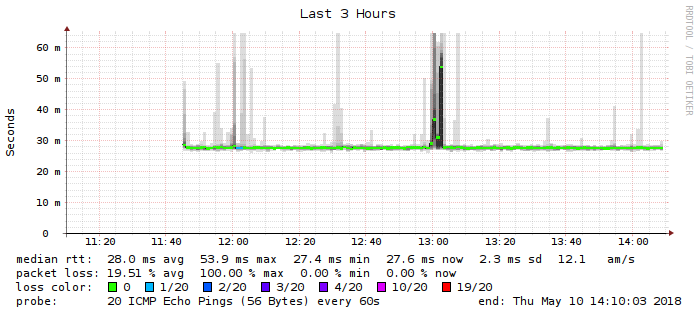 Last 3 Hours
RRDTOOL / TOBI OETIKER
Seconds
60 m
50 m
40 m
30 m
20 m
10 m
0
11:20 11:40 12:00 12:20 12:40 13:00 13:20 13:40 14:00
median rtt: 28.0 ms avg 53.9 ms max 27.4 ms min 27.6 ms now 2.3 ms sd 12.1 am/s
packet loss: 19.51 % avg 100.00 % max 0.00 % min 0.00 % now
loss color: 0 1/20 2/20 3/20 4/20 10/20 19/20
probe: 20 ICMP Echo Pings (56 Bytes) every 60s end: Thu May 10 14:10:03 2018